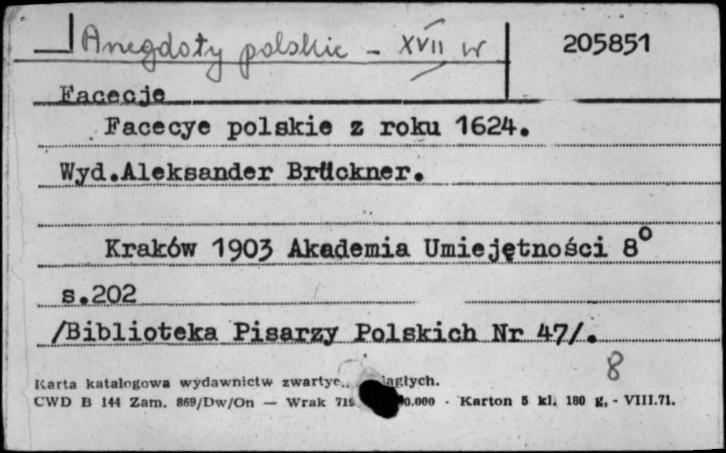 Anegdoty polskie - XVII w
205851
Facecje
Facecye polskie z roku 1624.
Wyd.Aleksander Brückner.
Kraków 1903 Akademia Umiejętności 8°
s.202
/Biblioteka Pisarzy Polskich Nr 47/.
8
Karta katalogowa wydawnictw
CWD B 144 Zam. 869/Dw/On — Wrak - Karton 5 kl. 180 g, - VIII.71.